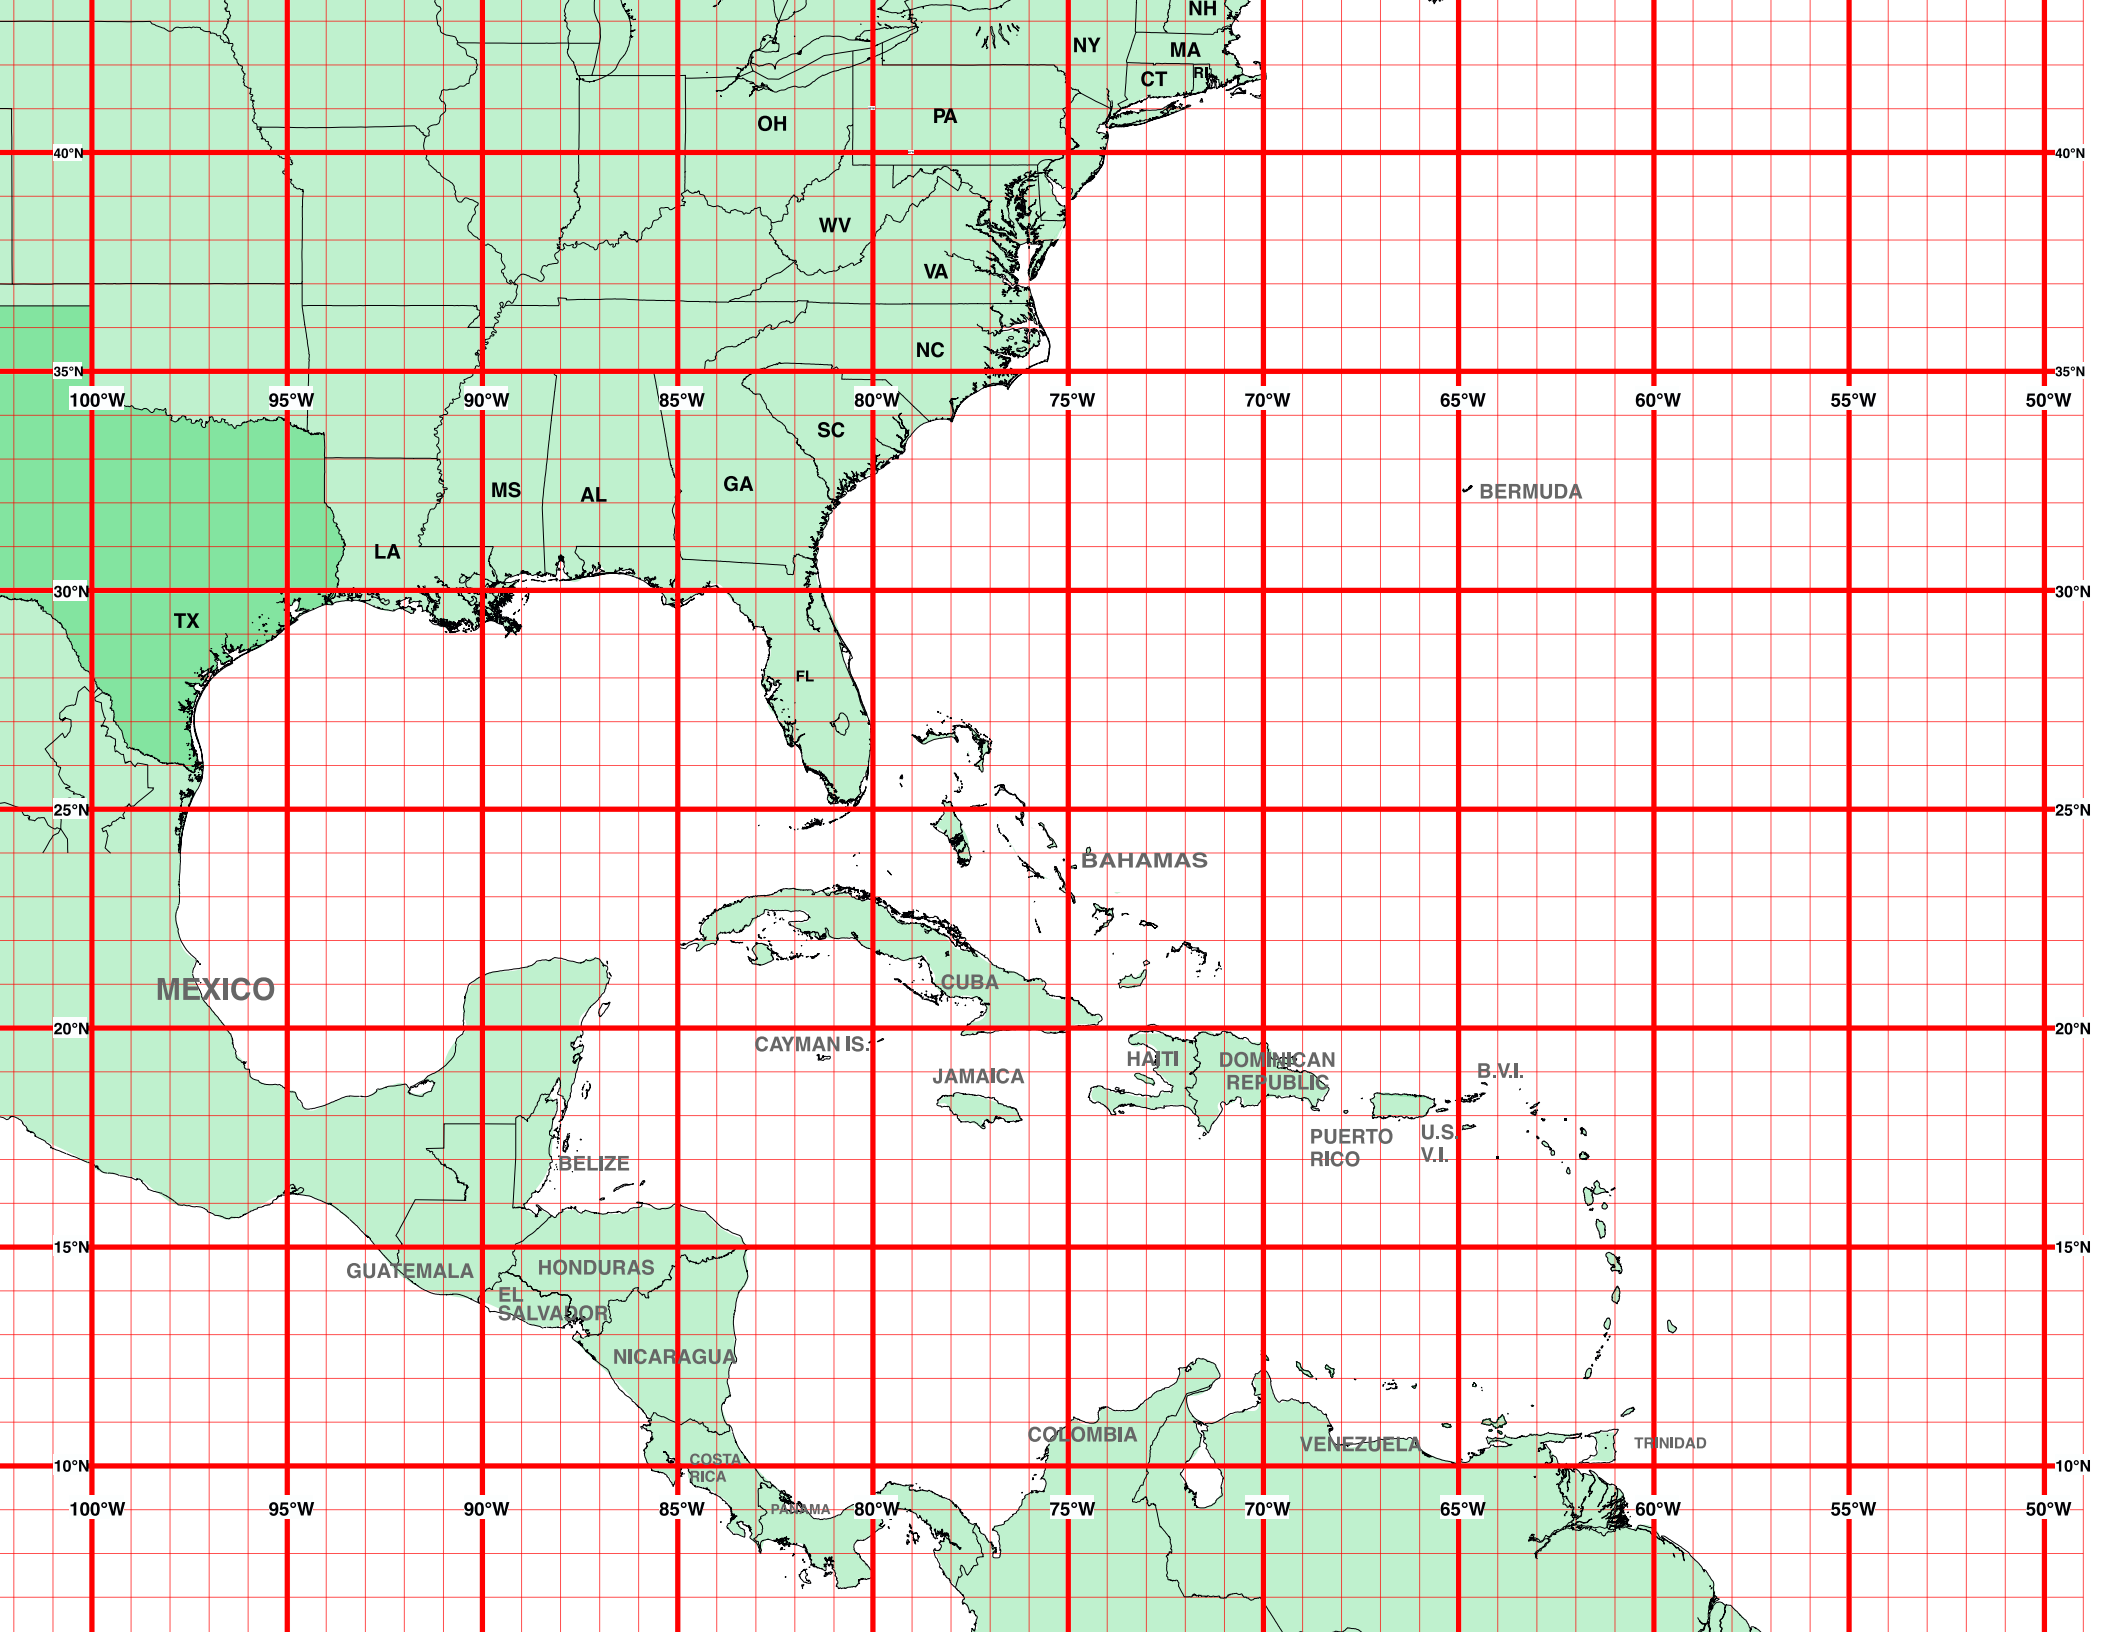 NH
NY
MA
CT
RI
PA
OH
40°N
40°N
WV
VA
NC
35°N
35°N
100°W 95°W 90°W 85°W 80°W 75°W 70°W 65°W 60°W 55°W 50°W
SC
GA
MS
AL
BERMUDA
LA
30°N
30°N
TX
FL
25°N
25°N
BAHAMAS
CUBA
MEXICO
20°N
20°N
CAYMAN IS.
HAITI
DOMINICAN
REPUBLIC
JAMAICA
B.V.I.
PUERTO
RICO
U.S.
V.I.
BELIZE
15°N
15°N
GUATEMALA
HONDURAS
EL
SALVADOR
NICARAGUA
COLOMBIA
VENEZUELA
TRINIDAD
COSTA
RICA
10°N
10°N
100°W 95°W 90°W 85°W 80°W 75°W 70°W 65°W 60°W 55°W 50°W
PANAMA